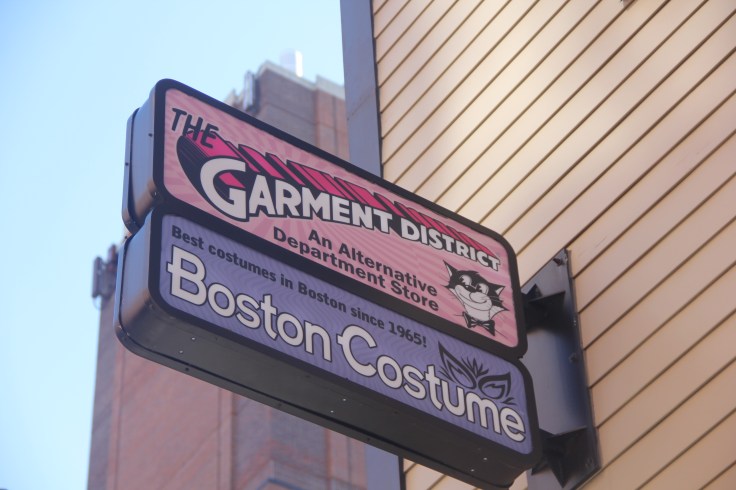 THE
GARMENT DISTRICT
An Alternative
Department Store
Best costumes in Boston since 1965!
Boston Costume